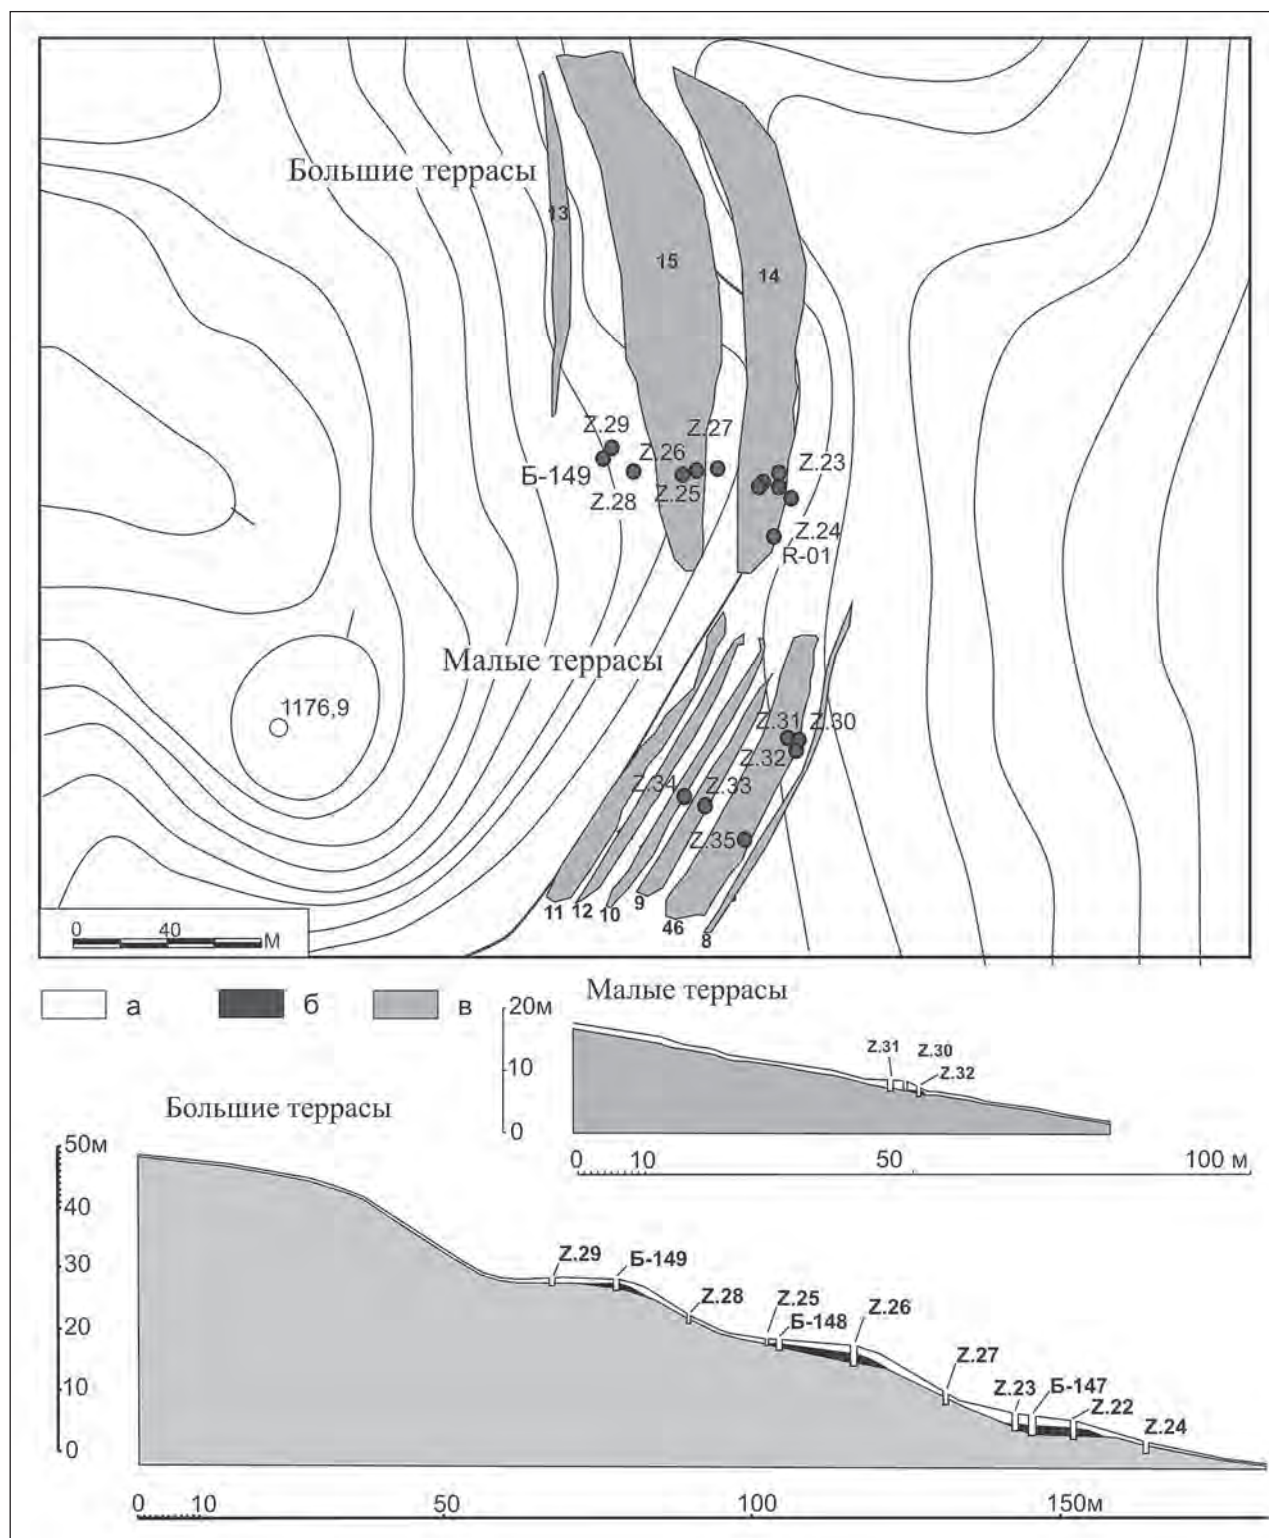 Большие террасы
13
15
14
Z.29
Z.27
Z.26
Z.23
Б-149
Z.28
Z.25
Z.24
R-01
Малые террасы
1176,9
Z.31
Z.30
Z.32
Z.34
Z.33
Z.35
11
12
10
9
46
8
0
40
М
а
б
в
Малые террасы
20м
10
0
Z.31
Z.30
Z.32
0
10
50
100 м
Большие террасы
50м
40
30
20
10
0
Z.29
Б-149
Z.28
Z.25
Б-148
Z.26
Z.27
Z.23
Б-147
Z.22
Z.24
0
10
50
100
150м